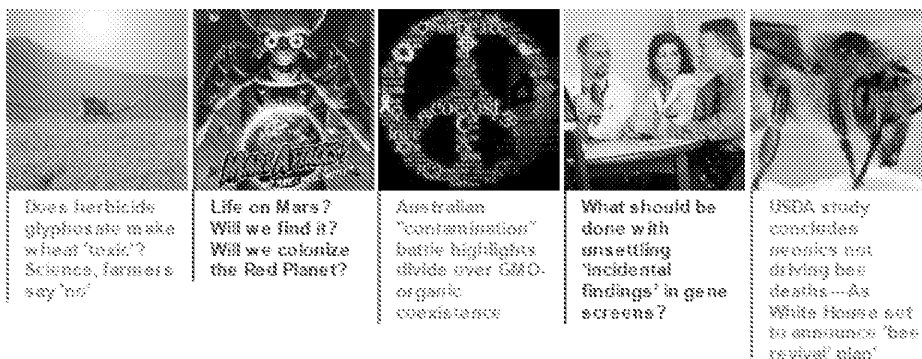 Does herbicide
glyphosate make
wheat 'toxic'?
Science, farmers
say 'no'
Life on Mars?
Will we find it?
Will we colonize
the Red Planet?
Australian
"contamination"
battle highlights
divide over GMO-
organic
coexistence
What should be
done with
unsettling
'incidental
findings' in gene
screens?
USDA study
concludes
neonics not
driving bee
deaths—As
White House set
to announce 'bee
revival' plan'